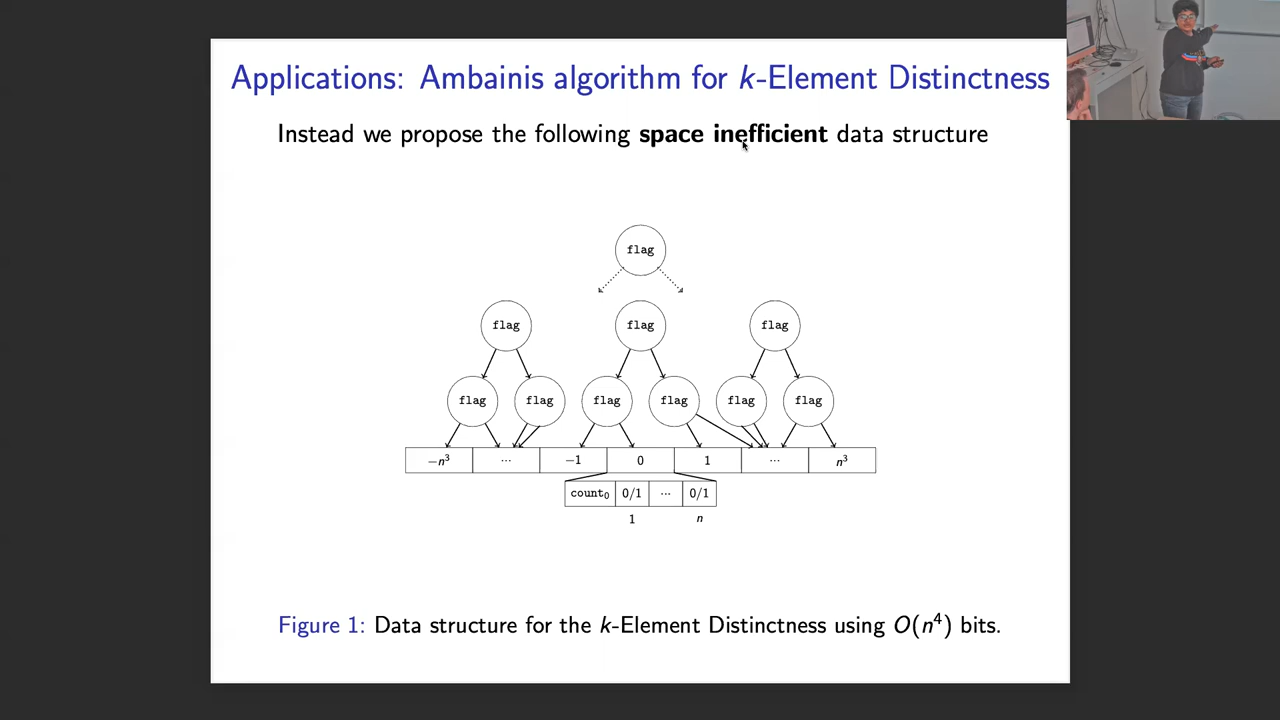 Applications: Ambainis algorithm for k-Element Distinctness
Instead we propose the following space inefficient data structure
flag
flag flag flag
flag flag flag flag flag flag
−n³ ... −1 0 1 ... n³
count₀ 0/1 ... 0/1
1 n
Figure 1: Data structure for the k-Element Distinctness using O(n⁴) bits.